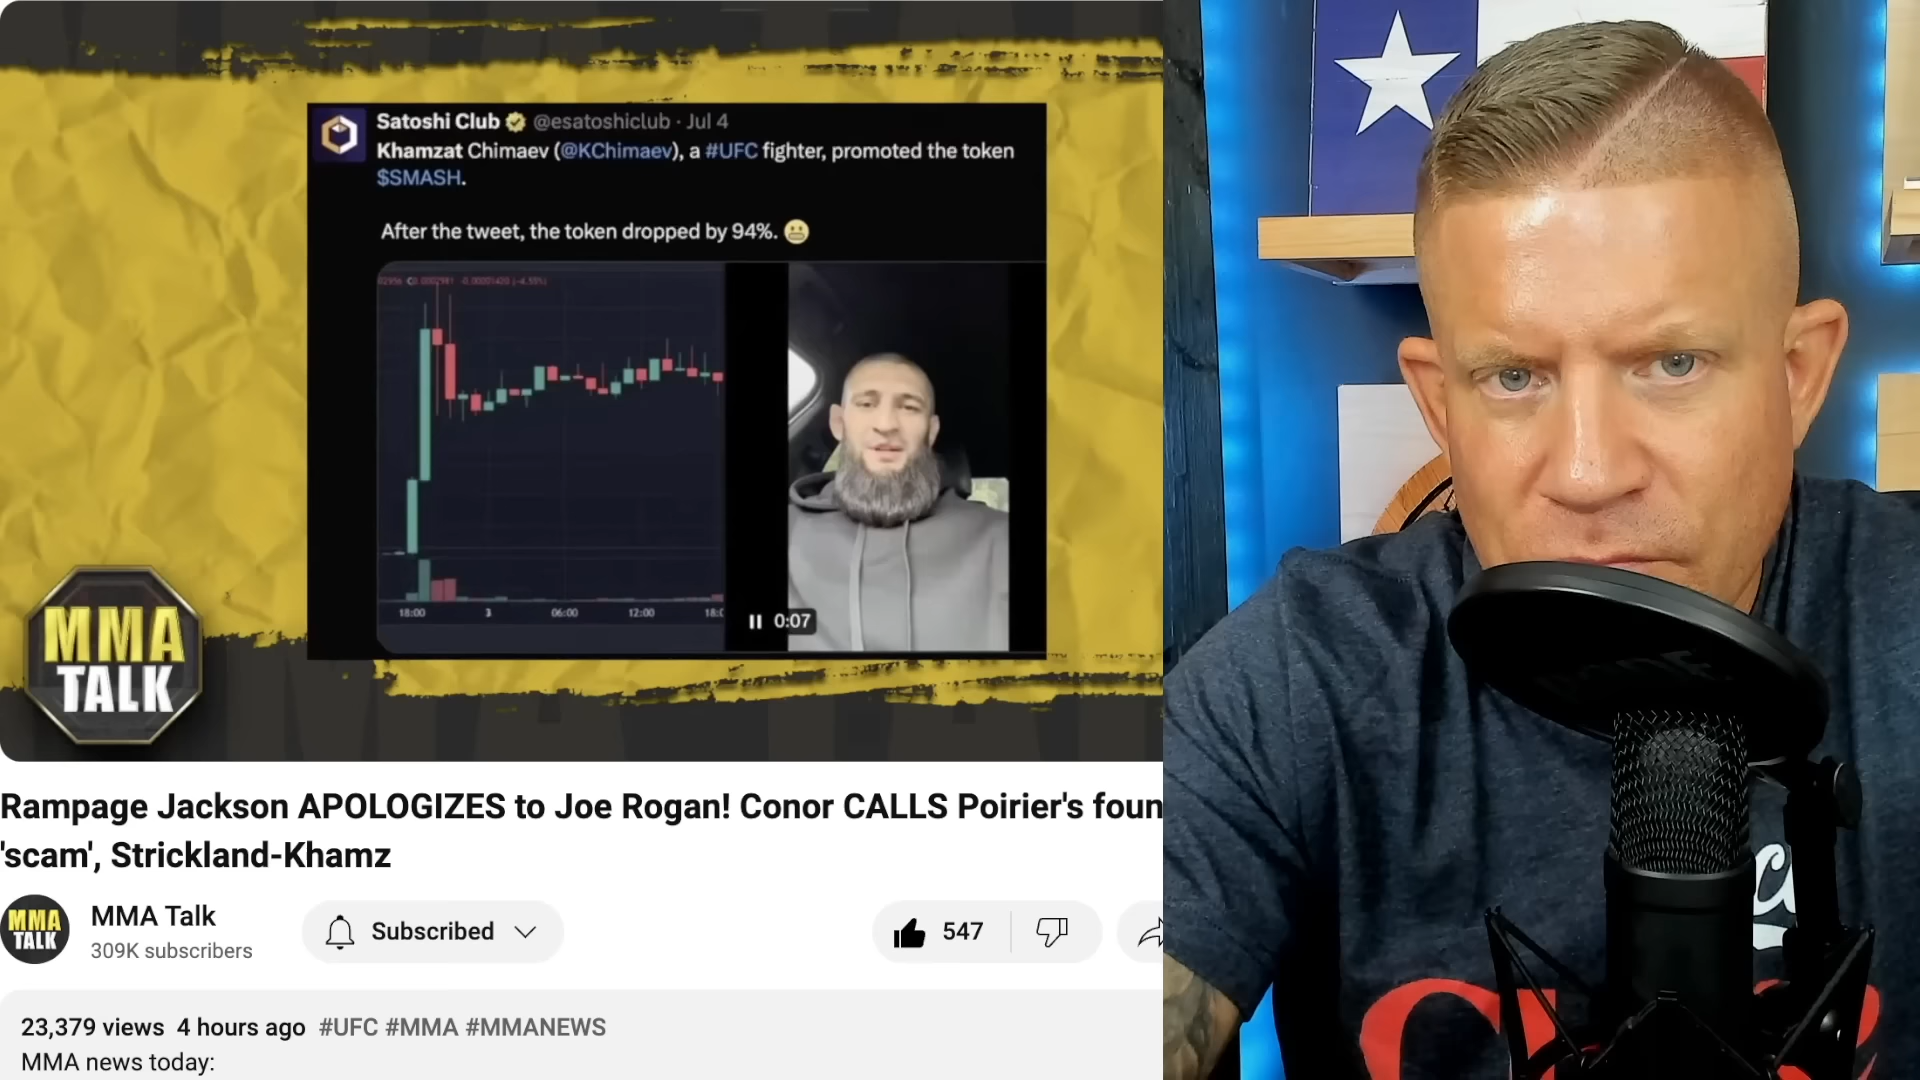 Satoshi Club @esatoshiclub · Jul 4
Khamzat Chimaev (@KChimaev), a #UFC fighter, promoted the token
$SMASH.
After the tweet, the token dropped by 94%. 😬
18:00 3 06:00 12:00 18:0
0:07
MMA
TALK
Rampage Jackson APOLOGIZES to Joe Rogan! Conor CALLS Poirier's foun
'scam', Strickland-Khamz
MMA
TALK
MMA Talk
309K subscribers
Subscribed
547
23,379 views 4 hours ago #UFC #MMA #MMANEWS
MMA news today: